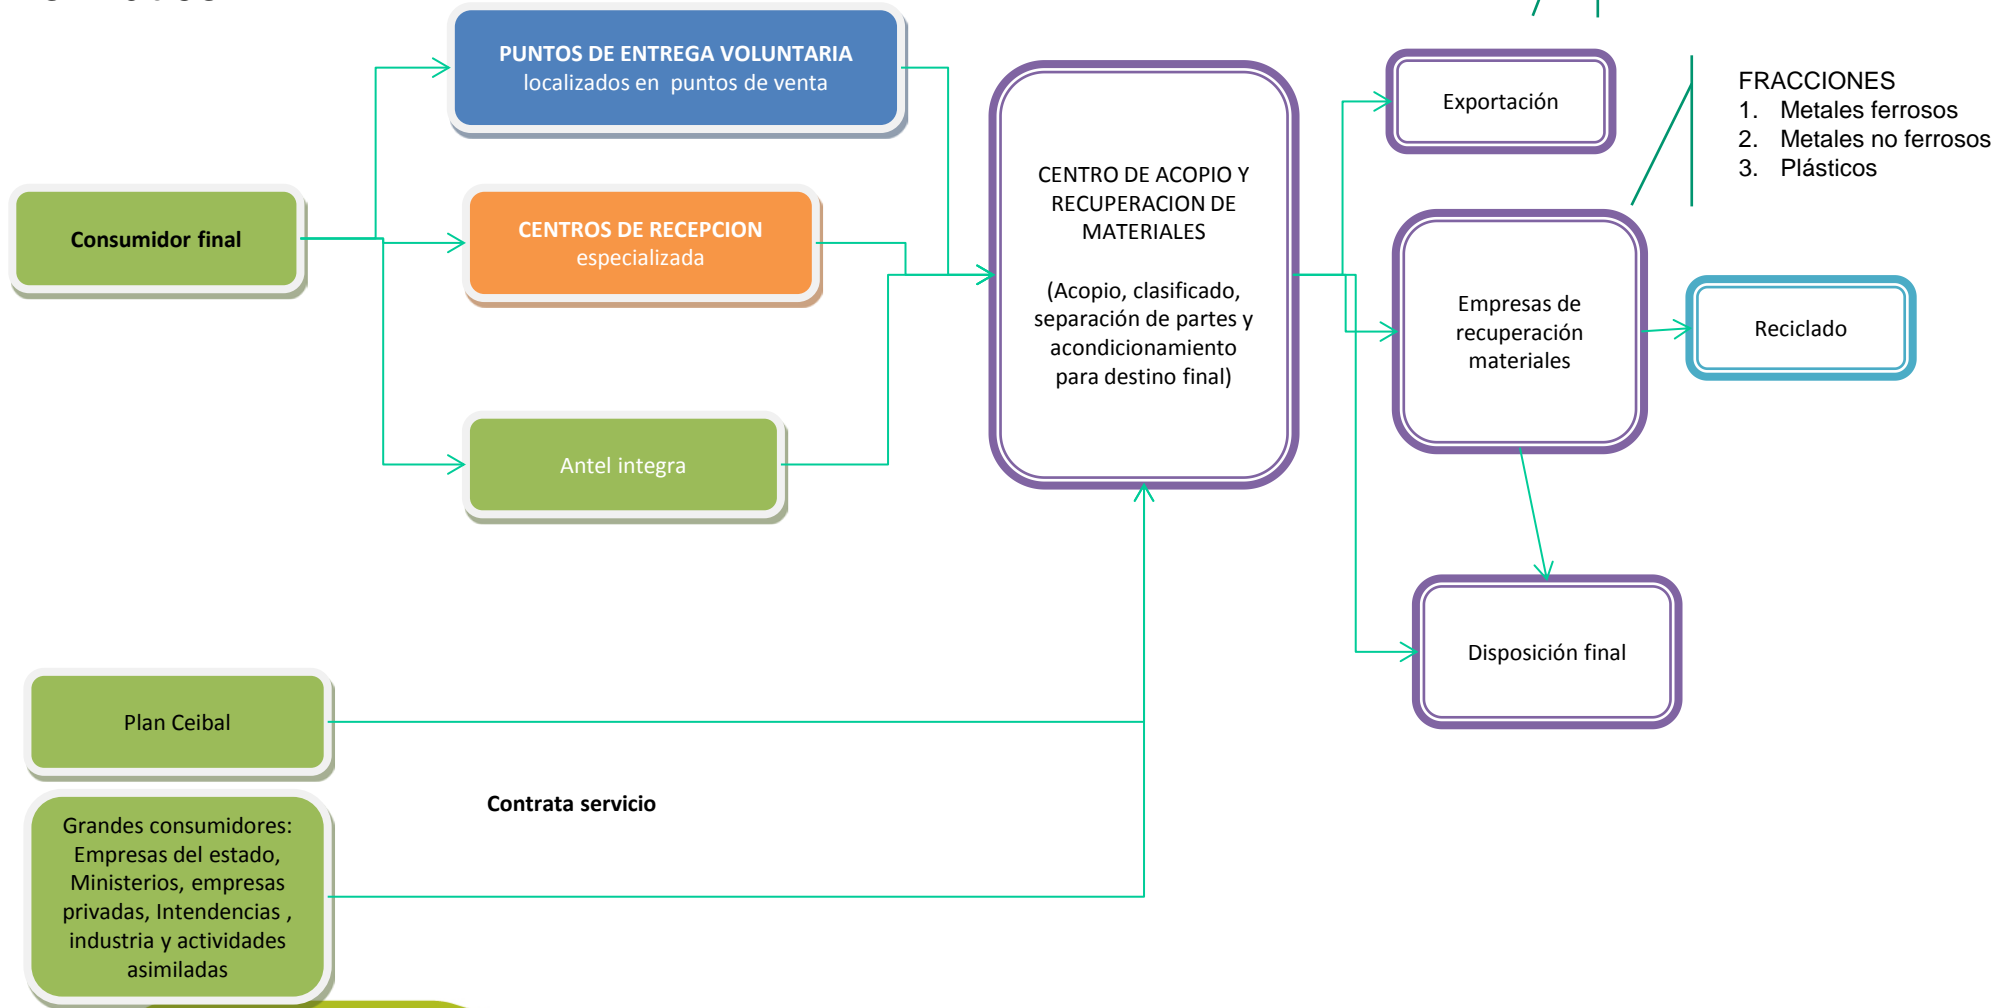 PUNTOS DE ENTREGA VOLUNTARIA
localizados en puntos de venta
Consumidor final
CENTROS DE RECEPCION
especializada
Antel integra
CENTRO DE ACOPIO Y
RECUPERACION DE
MATERIALES
(Acopio, clasificado,
separación de partes y
acondicionamiento
para destino final)
Exportación
FRACCIONES
1. Metales ferrosos
2. Metales no ferrosos
3. Plásticos
Empresas de
recuperación
materiales
Reciclado
Disposición final
Plan Ceibal
Contrata servicio
Grandes consumidores:
Empresas del estado,
Ministerios, empresas
privadas, Intendencias ,
industria y actividades
asimiladas